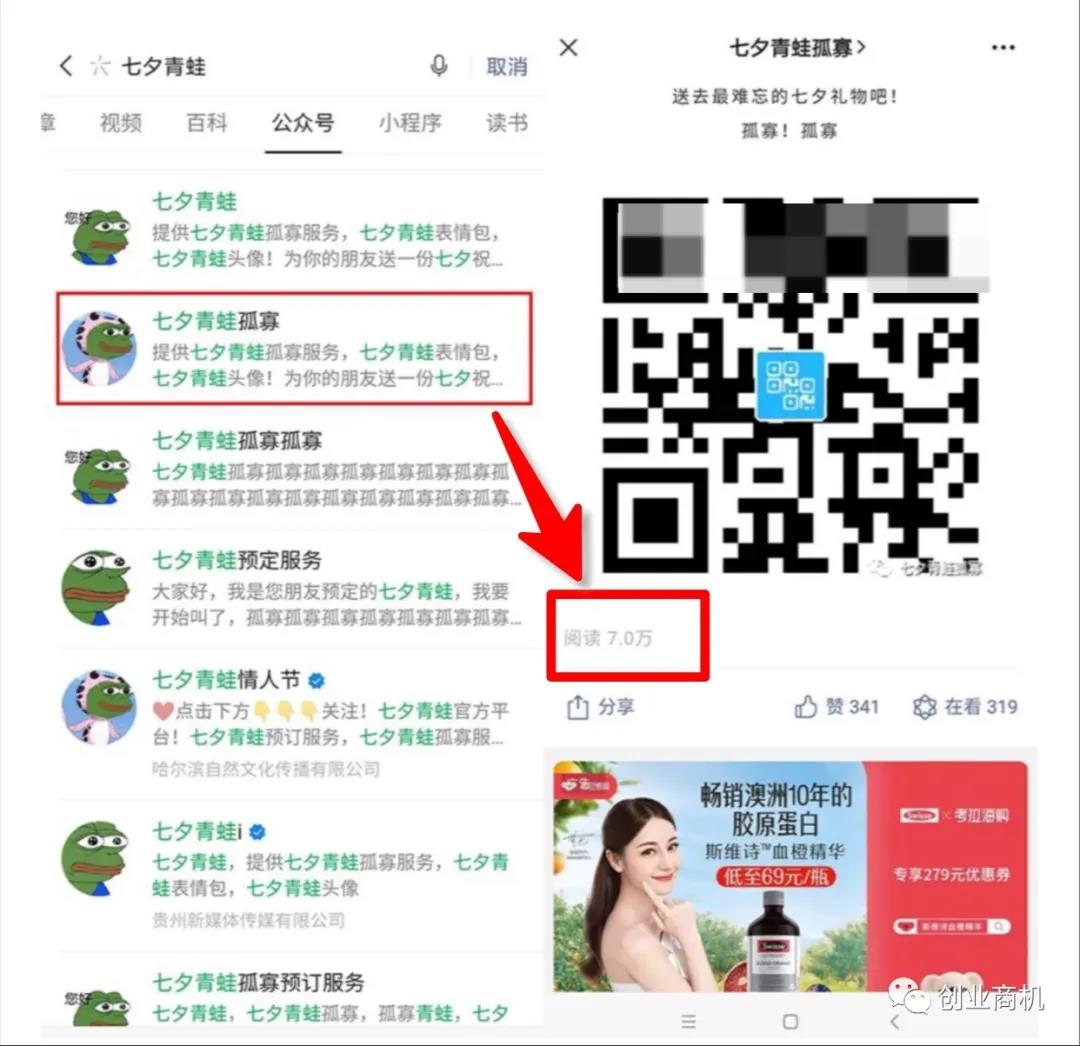 七夕青蛙
取消
章
视频
百科
公众号
小程序
读书
您好
七夕青蛙
提供七夕青蛙孤寡服务，七夕青蛙表情包，
七夕青蛙头像！为你的朋友送一份七夕祝...
七夕青蛙孤寡
提供七夕青蛙孤寡服务，七夕青蛙表情包，
七夕青蛙头像！为你的朋友送一份七夕祝...
您好
七夕青蛙孤寡孤寡
七夕青蛙孤寡孤寡孤寡孤寡孤寡孤寡孤寡孤
寡孤寡孤寡孤寡孤寡孤寡孤寡孤寡孤寡...
七夕青蛙预定服务
大家好，我是您朋友预定的七夕青蛙，我要
开始叫了，孤寡孤寡孤寡孤寡孤寡孤寡孤寡...
七夕青蛙情人节
点击下方👇👇👇关注！七夕青蛙官方平
台！七夕青蛙预订服务，七夕青蛙孤寡服...
哈尔滨自然文化传播有限公司
七夕青蛙i
七夕青蛙，提供七夕青蛙孤寡服务，七夕青
蛙表情包，七夕青蛙头像
贵州新媒体传媒有限公司
您好
七夕青蛙孤寡预订服务
七夕青蛙，七夕青蛙孤寡，孤寡青蛙，七夕
七夕青蛙孤寡>
送去最难忘的七夕礼物吧！
孤寡！孤寡
七夕青蛙孤寡
阅读 7.0万
分享
赞 341
在看 319
畅销澳洲10年的
胶原蛋白
斯维诗™血橙精华
低至69元/瓶
Swisse
Swisse × 考拉海购
专享279元优惠券
斯维诗血橙精华
创业商机